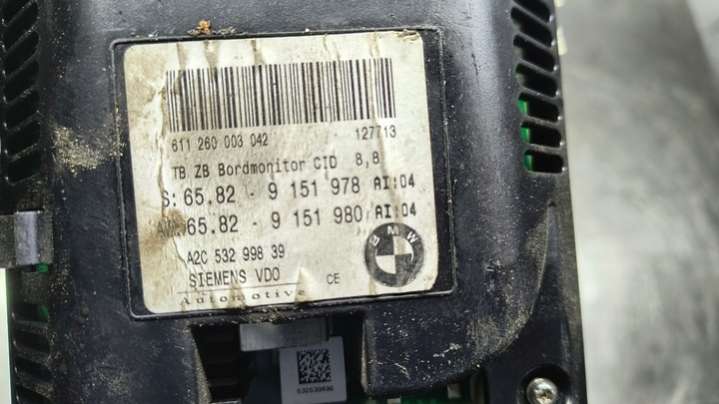 611 260 003 042 127713
TB ZB Bordmonitor CID 8,8
S: 65.82 - 9 151 978 AI:04
AM: 65.82 - 9 151 980 AI:04
A2C 532 998 39
SIEMENS VDO CE
Automotive
BMW